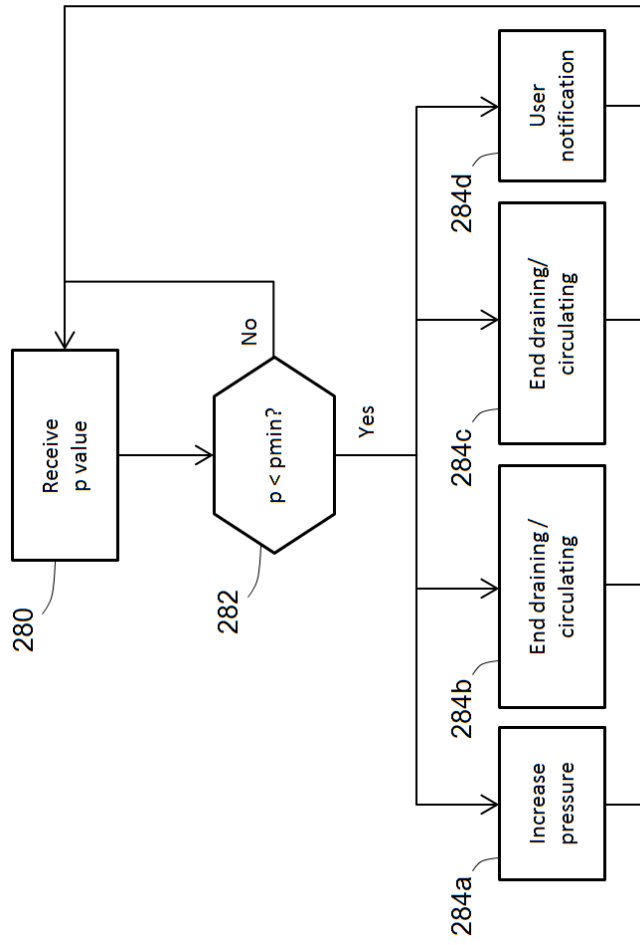 280
Receive
p value
282
p < pmin?
No
Yes
284a
Increase
pressure
284b
End draining /
circulating
284c
End draining/
circulating
284d
User
notification